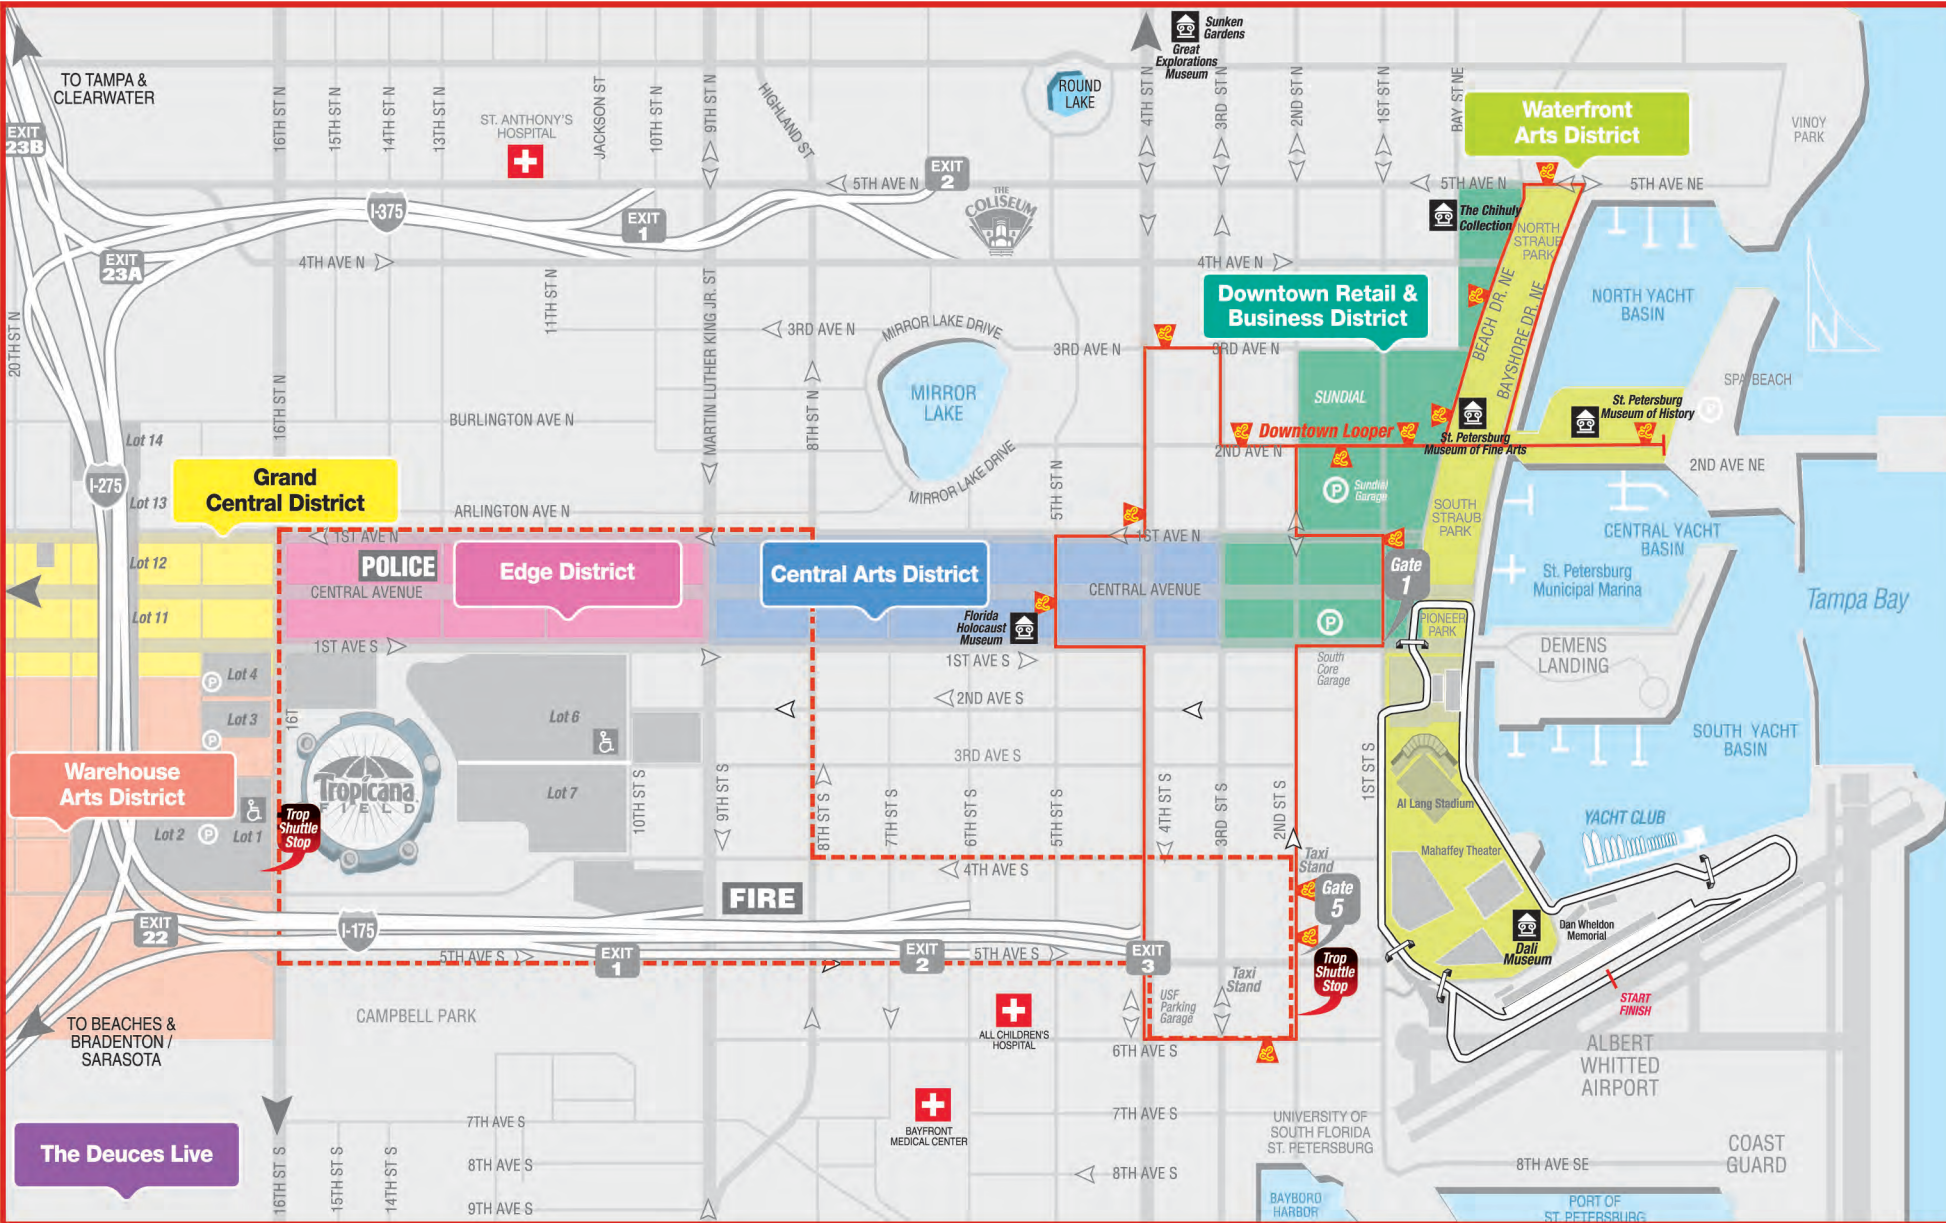 Sunken
Gardens
Great
Explorations
Museum
TO TAMPA &
CLEARWATER
EXIT
23B
16TH ST N
15TH ST N
14TH ST N
13TH ST N
ST. ANTHONY'S
HOSPITAL
JACKSON ST
10TH ST N
9TH ST N
HIGHLAND ST
ROUND
LAKE
4TH ST N
3RD ST N
2ND ST N
1ST ST N
BAY ST NE
Waterfront
Arts District
VINOY
PARK
5TH AVE N
EXIT
2
5TH AVE N
5TH AVE NE
I-375
EXIT
1
THE
COLISEUM
The Chihuly
Collection
NORTH
STRAUB
PARK
EXIT
23A
4TH AVE N
4TH AVE N
11TH ST N
MARTIN LUTHER KING JR. ST
Downtown Retail &
Business District
NORTH YACHT
BASIN
BEACH DR. NE
BAYSHORE DR. NE
N
20TH ST N
3RD AVE N
MIRROR LAKE DRIVE
3RD AVE N
3RD AVE N
16TH ST N
8TH ST N
MIRROR
LAKE
SUNDIAL
SPA BEACH
St. Petersburg
Museum of History
BURLINGTON AVE N
Downtown Looper
St. Petersburg
Museum of Fine Arts
Lot 14
2ND AVE N
2ND AVE NE
MIRROR LAKE DRIVE
5TH ST N
I-275
Grand
Central District
Lot 13
P
Sundial
Garage
SOUTH
STRAUB
PARK
ARLINGTON AVE N
1ST AVE N
1ST AVE N
CENTRAL YACHT
BASIN
Lot 12
POLICE
Edge District
Central Arts District
Gate
1
St. Petersburg
Municipal Marina
CENTRAL AVENUE
CENTRAL AVENUE
Tampa Bay
Lot 11
Florida
Holocaust
Museum
P
PIONEER
PARK
1ST AVE S
1ST AVE S
South
Core
Garage
DEMENS
LANDING
P
Lot 4
2ND AVE S
Lot 3
P
16T
Lot 6
SOUTH YACHT
BASIN
3RD AVE S
Warehouse
Arts District
Tropicana
FIELD
Lot 7
10TH ST S
9TH ST S
8TH ST S
7TH ST S
6TH ST S
5TH ST S
4TH ST S
3RD ST S
2ND ST S
1ST ST S
Al Lang Stadium
YACHT CLUB
Lot 2
P
Lot 1
Trop
Shuttle
Stop
Mahaffey Theater
Taxi
Stand
4TH AVE S
Gate
5
FIRE
EXIT
22
I-175
Dan Wheldon
Memorial
Dali
Museum
5TH AVE S
EXIT
1
EXIT
2
5TH AVE S
EXIT
3
Taxi
Stand
Trop
Shuttle
Stop
USF
Parking
Garage
START
FINISH
TO BEACHES &
BRADENTON /
SARASOTA
CAMPBELL PARK
ALL CHILDREN'S
HOSPITAL
6TH AVE S
ALBERT
WHITTED
AIRPORT
7TH AVE S
BAYFRONT
MEDICAL CENTER
7TH AVE S
UNIVERSITY OF
SOUTH FLORIDA
ST. PETERSBURG
The Deuces Live
16TH ST S
15TH ST S
14TH ST S
8TH AVE S
8TH AVE S
8TH AVE SE
COAST
GUARD
9TH AVE S
BAYBORO
HARBOR
PORT OF
ST. PETERSBURG